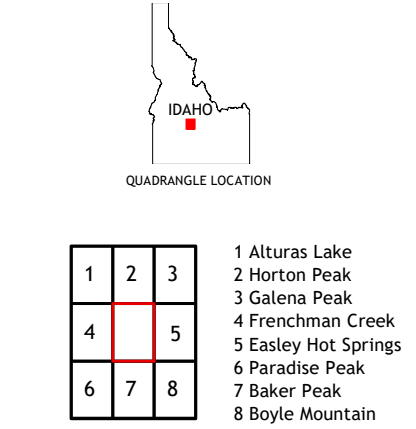 IDAHO
QUADRANGLE LOCATION
1 2 3
4 5
6 7 8
1 Alturas Lake
2 Horton Peak
3 Galena Peak
4 Frenchman Creek
5 Easley Hot Springs
6 Paradise Peak
7 Baker Peak
8 Boyle Mountain